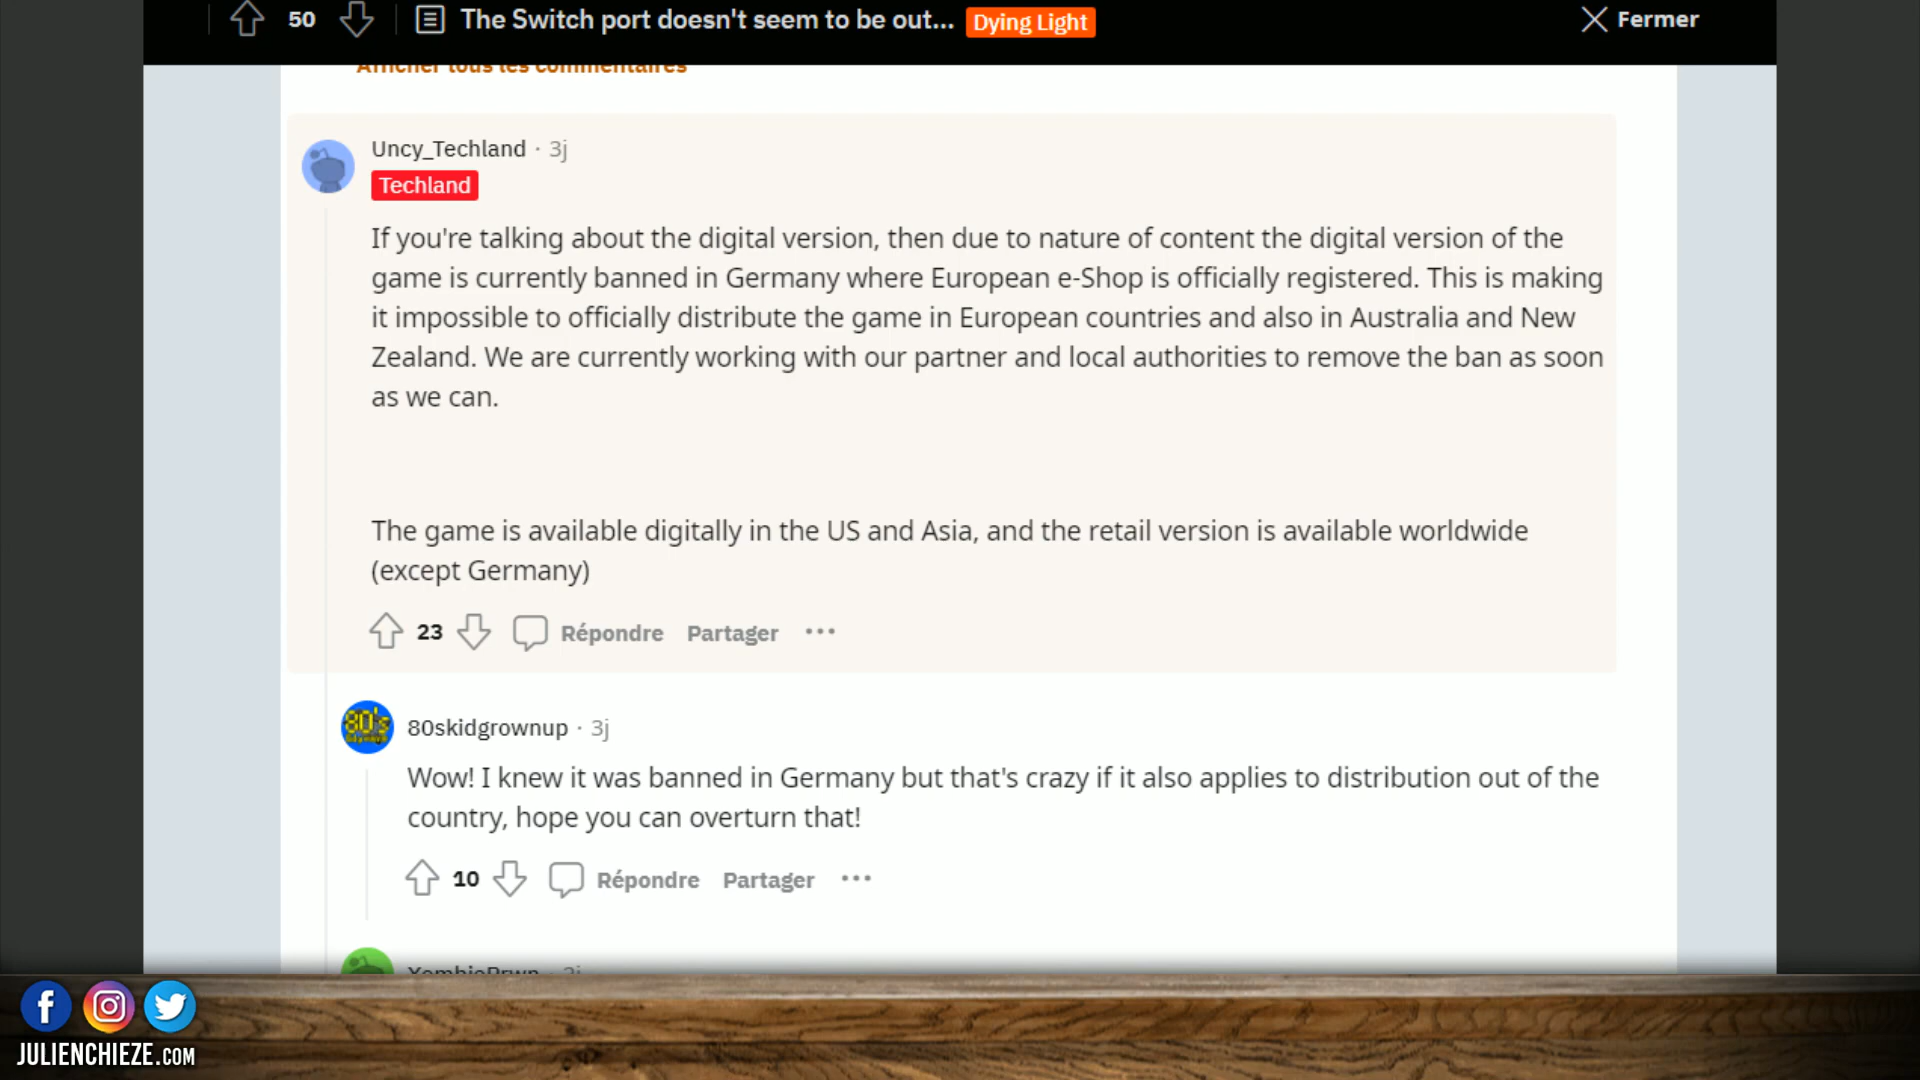 50 The Switch port doesn't seem to be out... Dying Light Fermer
Afficher tous les commentaires
Uncy_Techland · 3j
Techland
If you're talking about the digital version, then due to nature of content the digital version of the
game is currently banned in Germany where European e-Shop is officially registered. This is making
it impossible to officially distribute the game in European countries and also in Australia and New
Zealand. We are currently working with our partner and local authorities to remove the ban as soon
as we can.
The game is available digitally in the US and Asia, and the retail version is available worldwide
(except Germany)
23 Répondre Partager ...
80's
80skidgrownup · 3j
Wow! I knew it was banned in Germany but that's crazy if it also applies to distribution out of the
country, hope you can overturn that!
10 Répondre Partager ...
JULIENCHIEZE.COM